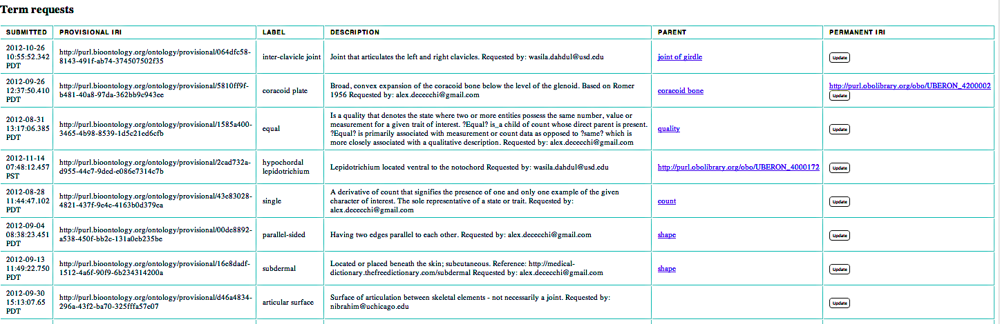 Term requests
SUBMITTED PROVISIONAL IRI LABEL DESCRIPTION PARENT PERMANENT IRI
2012-10-26
10:55:52.342
PDT
http://purl.bioontology.org/ontology/provisional/064dfc58-
8143-491f-ab74-374507502f35
inter-clavicle joint
Joint that articulates the left and right clavicles. Requested by: wasila.dahdul@usd.edu
joint of girdle
Update
2012-09-26
12:37:50.410
PDT
http://purl.bioontology.org/ontology/provisional/5810ff9f-
b481-40a8-97da-362bb9c943ee
coracoid plate
Broad, convex expansion of the coracoid bone below the level of the glenoid. Based on Romer
1956 Requested by: alex.dececchi@gmail.com
coracoid bone
http://purl.obolibrary.org/obo/UBERON_4200002
Update
2012-08-31
13:17:06.385
PDT
http://purl.bioontology.org/ontology/provisional/1585a400-
3465-4b98-8539-1d5c21ed6cfb
equal
Is a quality that denotes the state where two or more entities possess the same number, value or
measurement for a given trait of interest. ?Equal? is_a child of count whose direct parent is present.
?Equal? is primarily associated with measurement or count data as opposed to ?same? which is
more closely associated with a qualitative description. Requested by: alex.dececchi@gmail.com
quality
Update
2012-11-14
07:48:12.457
PST
http://purl.bioontology.org/ontology/provisional/2cad732a-
d955-44c7-9ded-e086e7314c7b
hypochordal
lepidotrichium
Lepidotrichium located ventral to the notochord Requested by: wasila.dahdul@usd.edu
http://purl.obolibrary.org/obo/UBERON_4000172
Update
2012-08-28
11:44:47.102
PDT
http://purl.bioontology.org/ontology/provisional/43e83028-
4821-437f-9e4c-4163b0d379ea
single
A derivative of count that signifies the presence of one and only one example of the given
character of interest. The sole representative of a state or trait. Requested by:
alex.dececchi@gmail.com
count
Update
2012-09-04
08:38:23.451
PDT
http://purl.bioontology.org/ontology/provisional/00de8892-
a538-450f-bb2c-131a0eb235be
parallel-sided
Having two edges parallel to each other. Requested by: alex.dececchi@gmail.com
shape
Update
2012-09-13
11:49:22.750
PDT
http://purl.bioontology.org/ontology/provisional/16e8dadf-
1512-4a6f-90f9-6b234314200a
subdermal
Located or placed beneath the skin; subcutaneous. Reference: http://medical-
dictionary.thefreedictionary.com/subdermal Requested by: alex.dececchi@gmail.com
shape
Update
2012-09-30
15:13:07.65
PDT
http://purl.bioontology.org/ontology/provisional/d46a4834-
296a-43f2-ba70-325fffa57e07
articular surface
Surface of articulation between skeletal elements - not necessarily a joint. Requested by:
nibrahim@uchicago.edu
Update